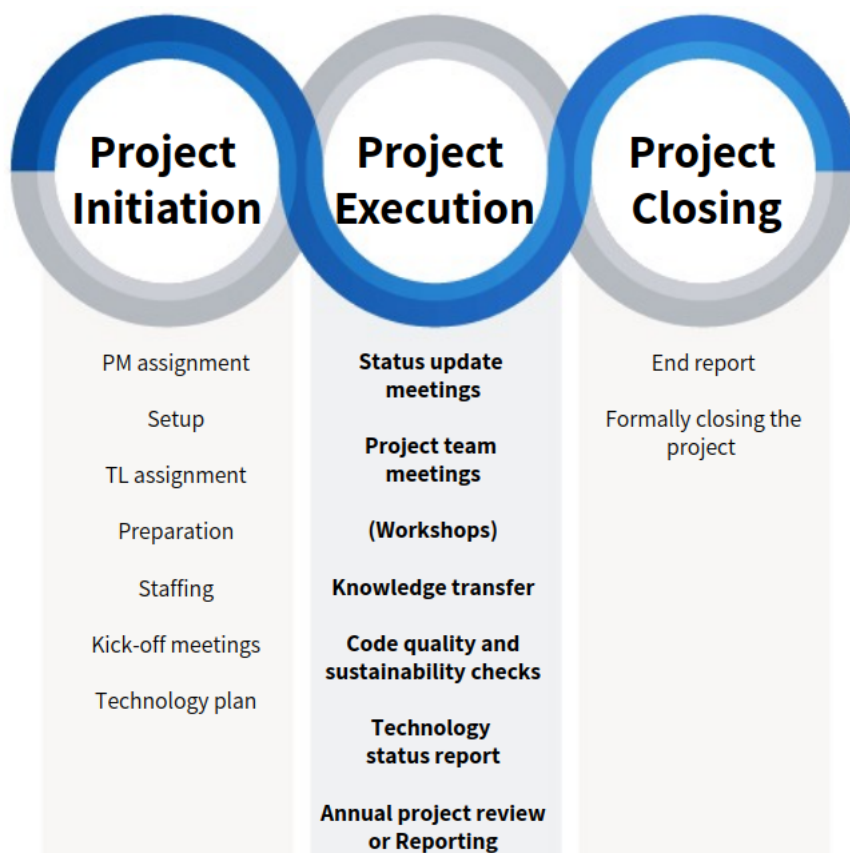 Project
Initiation
PM assignment
Setup
TL assignment
Preparation
Staffing
Kick-off meetings
Technology plan
Project
Execution
Status update
meetings
Project team
meetings
(Workshops)
Knowledge transfer
Code quality and
sustainability checks
Technology
status report
Annual project review
or Reporting
Project
Closing
End report
Formally closing the
project